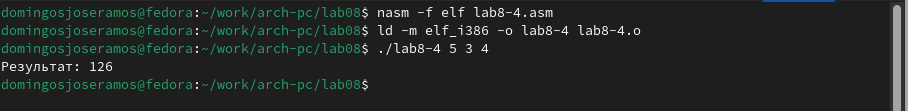 domingosjoseramos@fedora:~/work/arch-pc/lab08$ nasm -f elf lab8-4.asm
domingosjoseramos@fedora:~/work/arch-pc/lab08$ ld -m elf_i386 -o lab8-4 lab8-4.o
domingosjoseramos@fedora:~/work/arch-pc/lab08$ ./lab8-4 5 3 4
Результат: 126
domingosjoseramos@fedora:~/work/arch-pc/lab08$